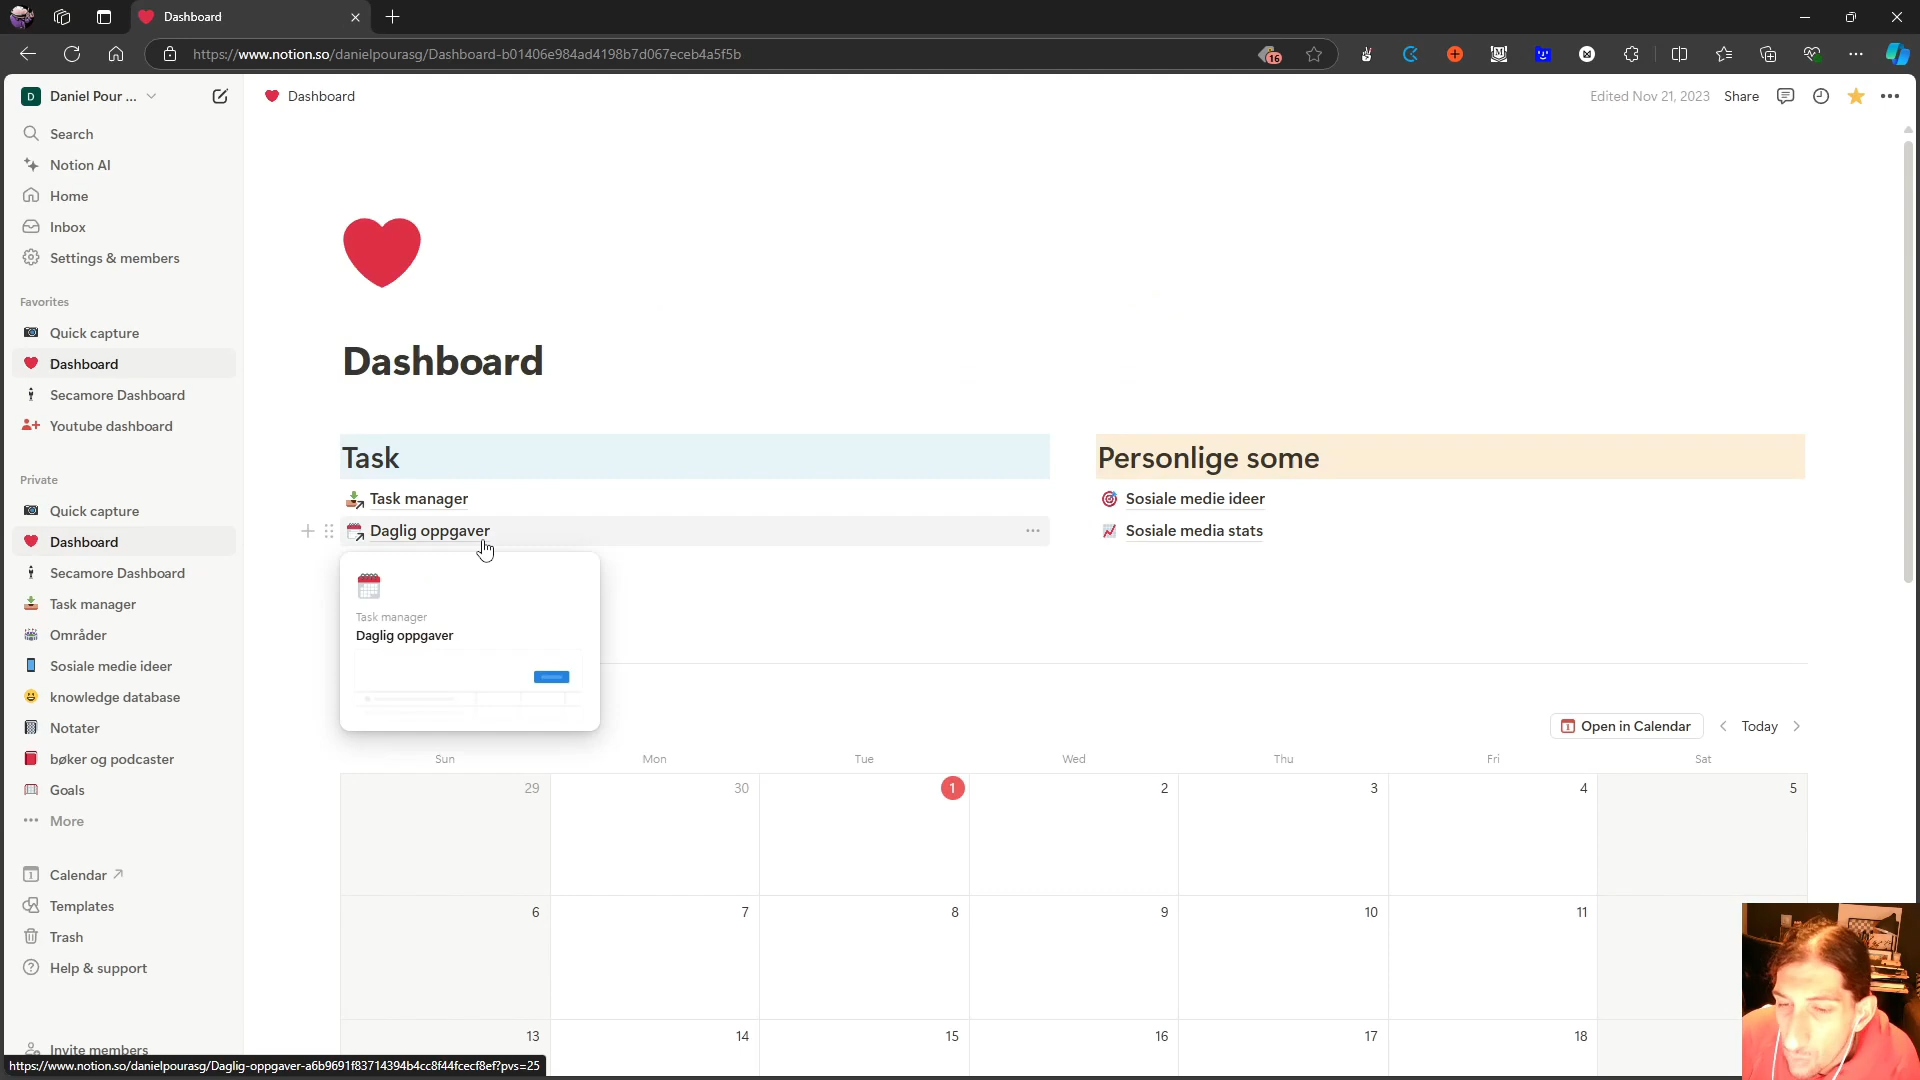 Dashboard
https://www.notion.so/danielpourasg/Dashboard-b01406e984ad4198b7d067eceb4a5f5b
16
D Daniel Pour ...
Dashboard
Edited Nov 21, 2023
Share
Search
Notion AI
Home
Inbox
Settings & members
Favorites
Quick capture
Dashboard
Secamore Dashboard
Youtube dashboard
Private
Quick capture
Dashboard
Secamore Dashboard
Task manager
Områder
Sosiale medie ideer
knowledge database
Notater
bøker og podcaster
Goals
More
Calendar
Templates
Trash
Help & support
Invite members
Dashboard
Task
Task manager
Daglig oppgaver
Task manager
Daglig oppgaver
Personlige some
Sosiale medie ideer
Sosiale media stats
Open in Calendar
Today
Sun Mon Tue Wed Thu Fri Sat
29 30 1 2 3 4 5
6 7 8 9 10 11
13 14 15 16 17 18
https://www.notion.so/danielpourasg/Daglig-oppgaver-a6b9691f83714394b4cc8f44fcecf8ef?pvs=25